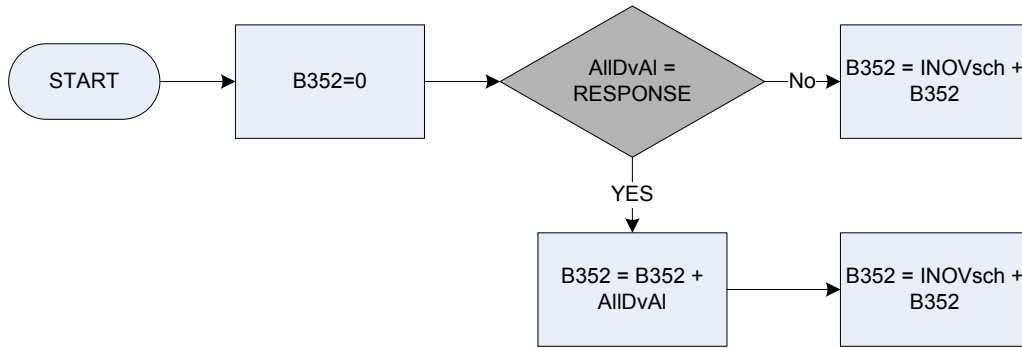 START
B352=0
AllDvAl =
RESPONSE
No
B352 = INOVsch +
B352
YES
B352 = B352 +
AllDvAl
B352 = INOVsch +
B352